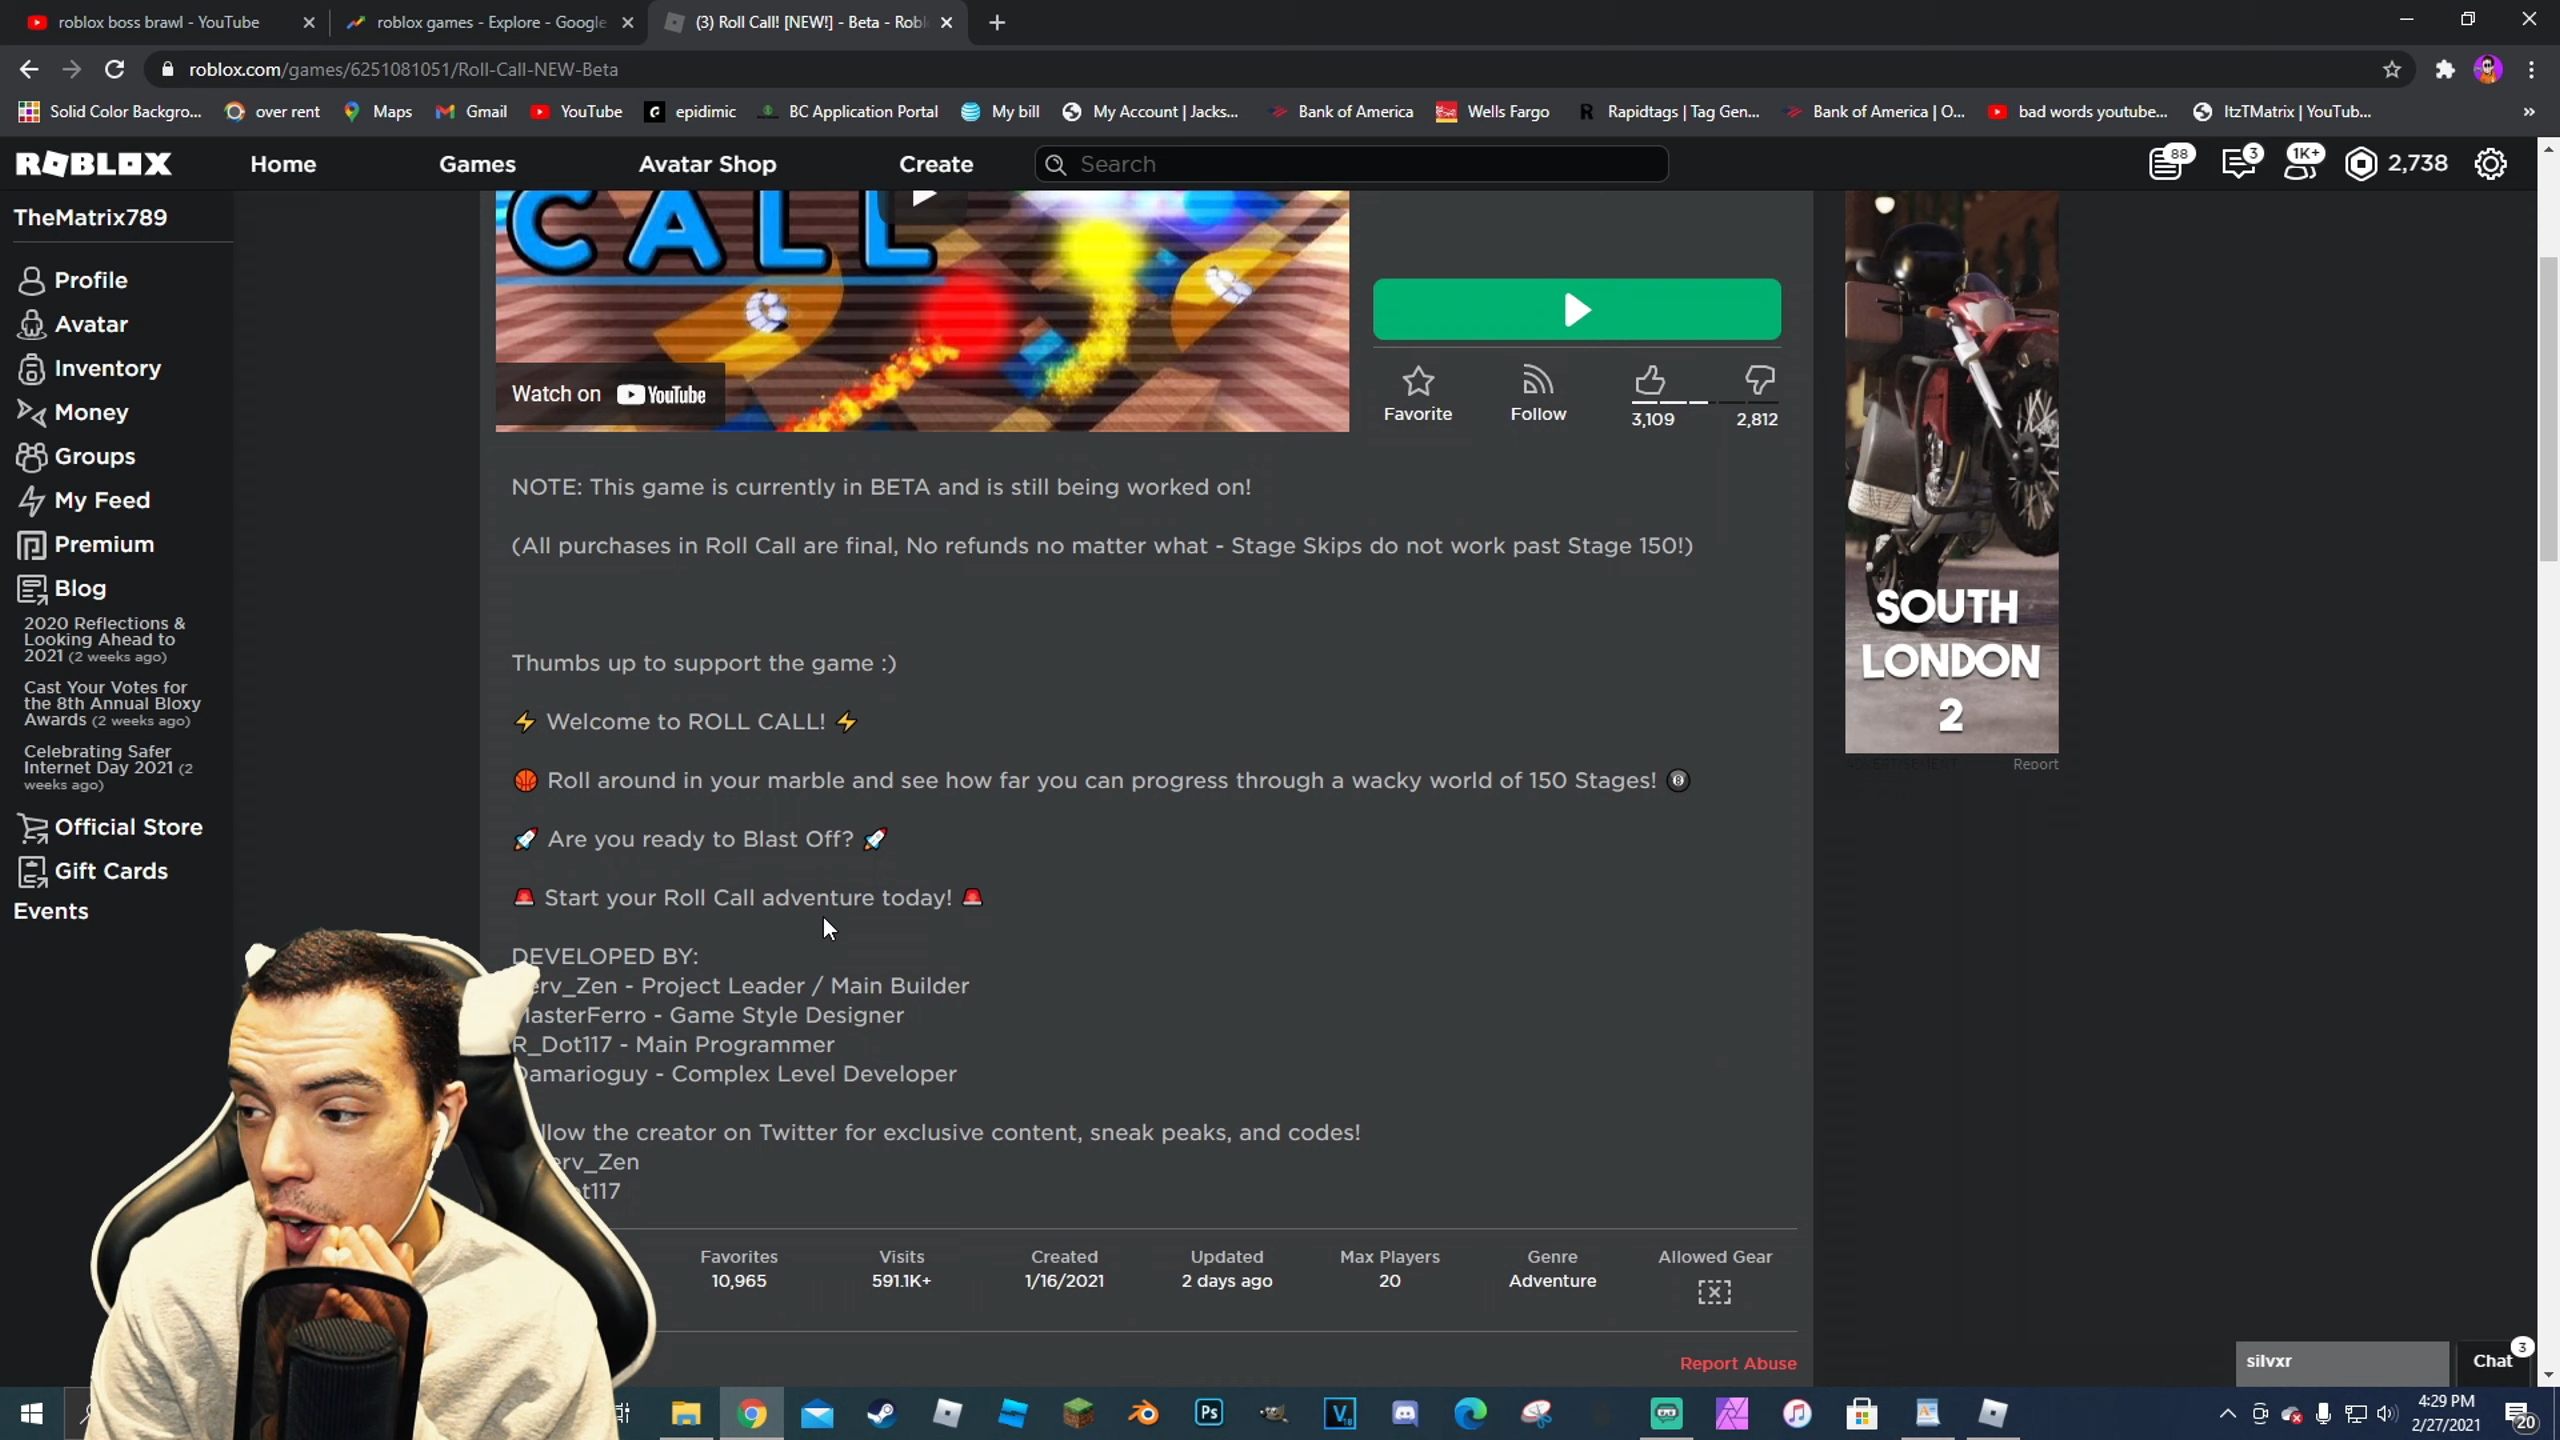 roblox boss brawl - YouTube
roblox games - Explore - Google
(3) Roll Call! [NEW!] - Beta - Robl
roblox.com/games/6251081051/Roll-Call-NEW-Beta
Solid Color Backgro...
over rent
Maps
Gmail
YouTube
epidimic
BC Application Portal
My bill
My Account | Jacks...
Bank of America
Wells Fargo
Rapidtags | Tag Gen...
Bank of America | O...
bad words youtube...
ItzTMatrix | YouTub...
ROBLOX
Home
Games
Avatar Shop
Create
Search
88
3
1K+
2,738
TheMatrix789
Profile
Avatar
Inventory
Money
Groups
My Feed
Premium
Blog
2020 Reflections &
Looking Ahead to
2021 (2 weeks ago)
Cast Your Votes for
the 8th Annual Bloxy
Awards (2 weeks ago)
Celebrating Safer
Internet Day 2021 (2
weeks ago)
Official Store
Gift Cards
Events
CALL
Watch on YouTube
Favorite
Follow
3,109
2,812
NOTE: This game is currently in BETA and is still being worked on!
(All purchases in Roll Call are final, No refunds no matter what - Stage Skips do not work past Stage 150!)
Thumbs up to support the game :)
⚡ Welcome to ROLL CALL! ⚡
🏀 Roll around in your marble and see how far you can progress through a wacky world of 150 Stages! 🎱
🚀 Are you ready to Blast Off? 🚀
🚨 Start your Roll Call adventure today! 🚨
DEVELOPED BY:
erv_Zen - Project Leader / Main Builder
MasterFerro - Game Style Designer
R_Dot117 - Main Programmer
Damarioguy - Complex Level Developer
llow the creator on Twitter for exclusive content, sneak peaks, and codes!
erv_Zen
t117
Favorites
10,965
Visits
591.1K+
Created
1/16/2021
Updated
2 days ago
Max Players
20
Genre
Adventure
Allowed Gear
Report Abuse
SOUTH
LONDON
2
ADVERTISEMENT
Report
silvxr
Chat
3
Ps
V
18
4:29 PM
2/27/2021
20